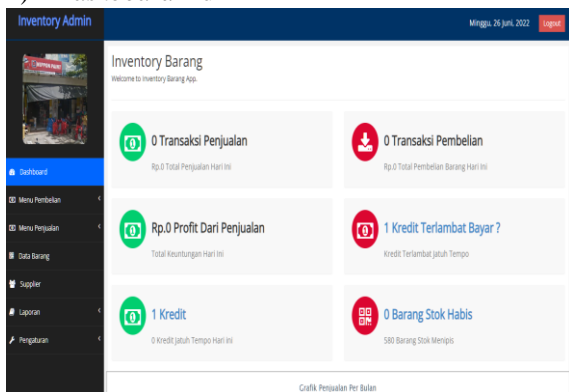 Inventory Admin
Minggu, 26 Juni, 2022
Logout
Inventory Barang
Welcome to Inventory Barang App.
NIPPON PAINT
0 Transaksi Penjualan
Rp.0 Total Penjualan Hari Ini
0 Transaksi Pembelian
Rp.0 Total Pembelian Barang Hari Ini
Dashboard
Menu Pembelian
Menu Penjualan
Data Barang
Supplier
Laporan
Pengaturan
Rp.0 Profit Dari Penjualan
Total Keuntungan Hari Ini
1 Kredit Terlambat Bayar ?
Kredit Terlambat Jatuh Tempo
1 Kredit
0 Kredit Jatuh Tempo Hari Ini
0 Barang Stok Habis
580 Barang Stok Menipis
Grafik Penjualan Per Bulan